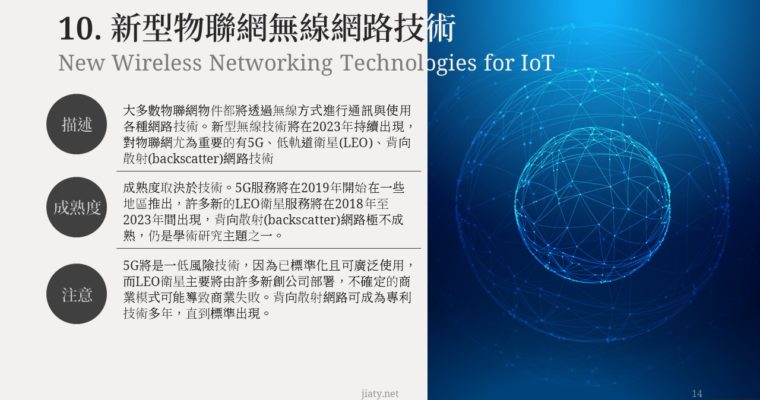 10. 新型物聯網無線網路技術
New Wireless Networking Technologies for IoT
描述
大多數物聯網物件都將透過無線方式進行通訊與使用
各種網路技術。新型無線技術將在2023年持續出現，
對物聯網尤為重要的有5G、低軌道衛星(LEO)、背向
散射(backscatter)網路技術
成熟度
成熟度取決於技術。5G服務將在2019年開始在一些
地區推出，許多新的LEO衛星服務將在2018年至
2023年間出現，背向散射(backscatter)網路極不成
熟，仍是學術研究主題之一。
注意
5G將是一低風險技術，因為已標準化且可廣泛使用，
而LEO衛星主要將由許多新創公司部署，不確定的商
業模式可能導致商業失敗。背向散射網路可成為專利
技術多年，直到標準出現。
jiaty.net
14